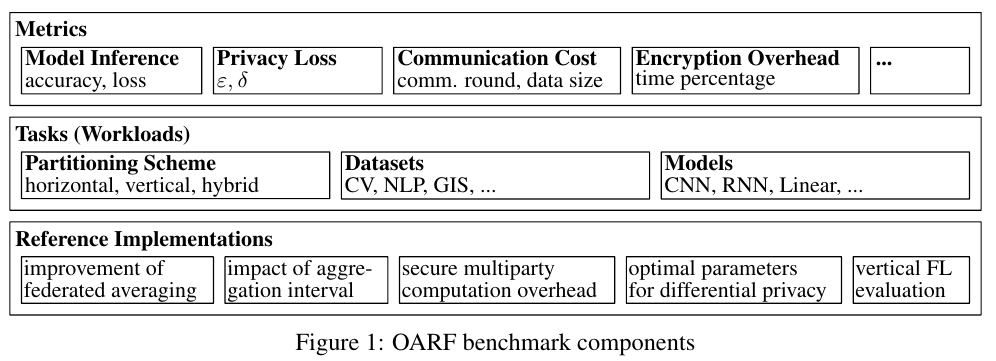 Metrics
Model Inference
accuracy, loss
Privacy Loss
ε, δ
Communication Cost
comm. round, data size
Encryption Overhead
time percentage
...
Tasks (Workloads)
Partitioning Scheme
horizontal, vertical, hybrid
Datasets
CV, NLP, GIS, ...
Models
CNN, RNN, Linear, ...
Reference Implementations
improvement of
federated averaging
impact of aggre-
gation interval
secure multiparty
computation overhead
optimal parameters
for differential privacy
vertical FL
evaluation
Figure 1: OARF benchmark components